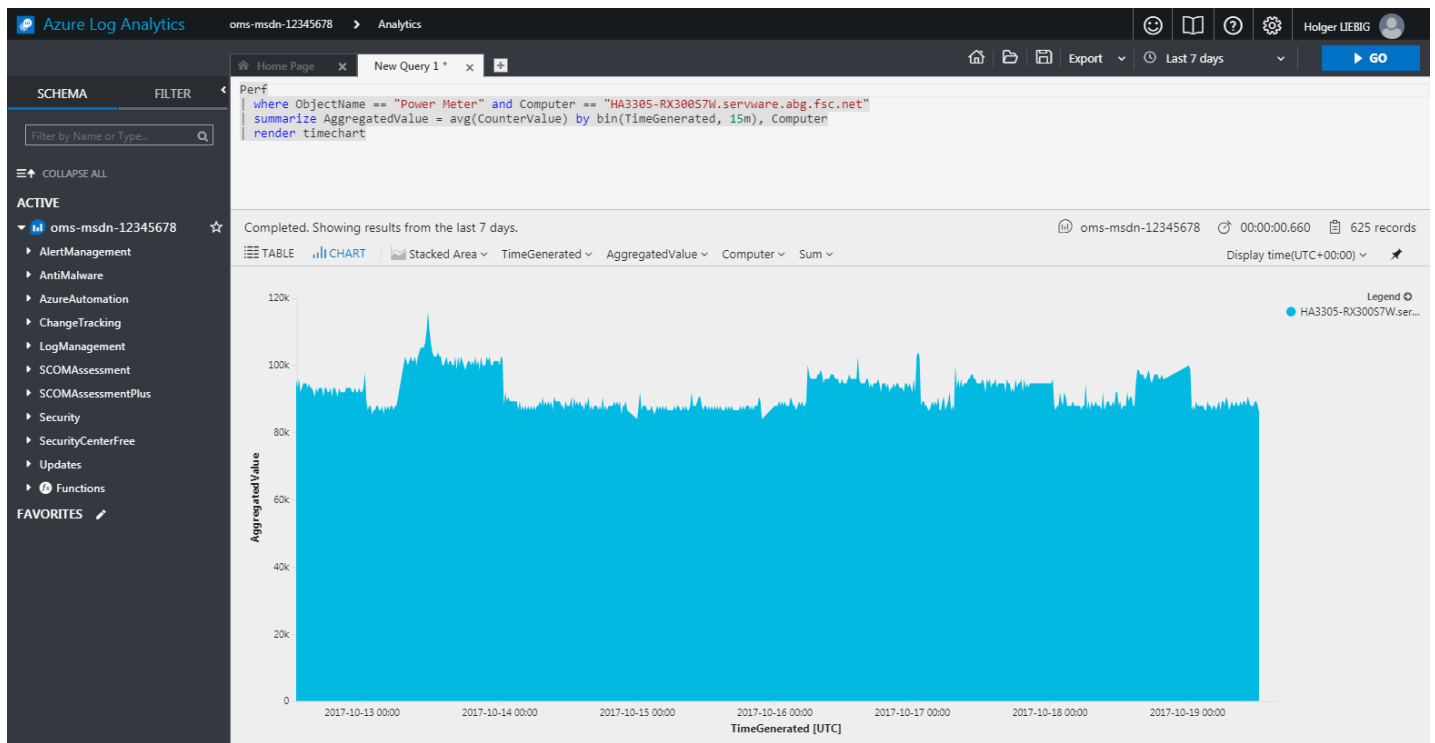 Azure Log Analytics
oms-msdn-12345678 > Analytics
Holger LIEBIG
Home Page x New Query 1 * x +
Export Last 7 days GO
SCHEMA FILTER
Filter by Name or Type...
COLLAPSE ALL
ACTIVE
oms-msdn-12345678
AlertManagement
AntiMalware
AzureAutomation
ChangeTracking
LogManagement
SCOMAssessment
SCOMAssessmentPlus
Security
SecurityCenterFree
Updates
Functions
FAVORITES
Perf
| where ObjectName == "Power Meter" and Computer == "HA3305-RX300S7W.servware.abg.fsc.net"
| summarize AggregatedValue = avg(CounterValue) by bin(TimeGenerated, 15m), Computer
| render timechart
Completed. Showing results from the last 7 days.
oms-msdn-12345678 00:00:00.660 625 records
TABLE CHART Stacked Area TimeGenerated AggregatedValue Computer Sum
Display time(UTC+00:00)
Legend
HA3305-RX300S7W.ser...
120k
100k
80k
60k
40k
20k
0
AggregatedValue
2017-10-13 00:00 2017-10-14 00:00 2017-10-15 00:00 2017-10-16 00:00 2017-10-17 00:00 2017-10-18 00:00 2017-10-19 00:00
TimeGenerated [UTC]